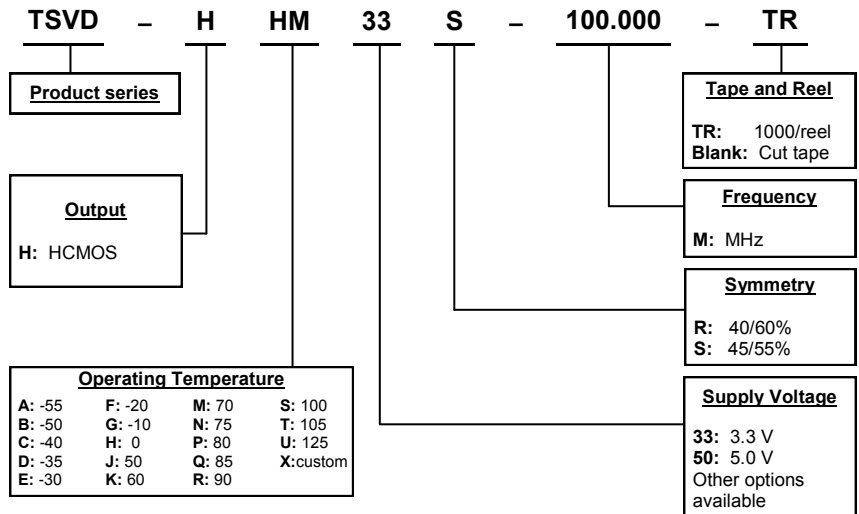 TSVD – H HM 33 S – 100.000 – TR
Product series
Output
H: HCMOS
Operating Temperature
A: -55 F: -20 M: 70 S: 100
B: -50 G: -10 N: 75 T: 105
C: -40 H: 0 P: 80 U: 125
D: -35 J: 50 Q: 85 X:custom
E: -30 K: 60 R: 90
Tape and Reel
TR: 1000/reel
Blank: Cut tape
Frequency
M: MHz
Symmetry
R: 40/60%
S: 45/55%
Supply Voltage
33: 3.3 V
50: 5.0 V
Other options
available